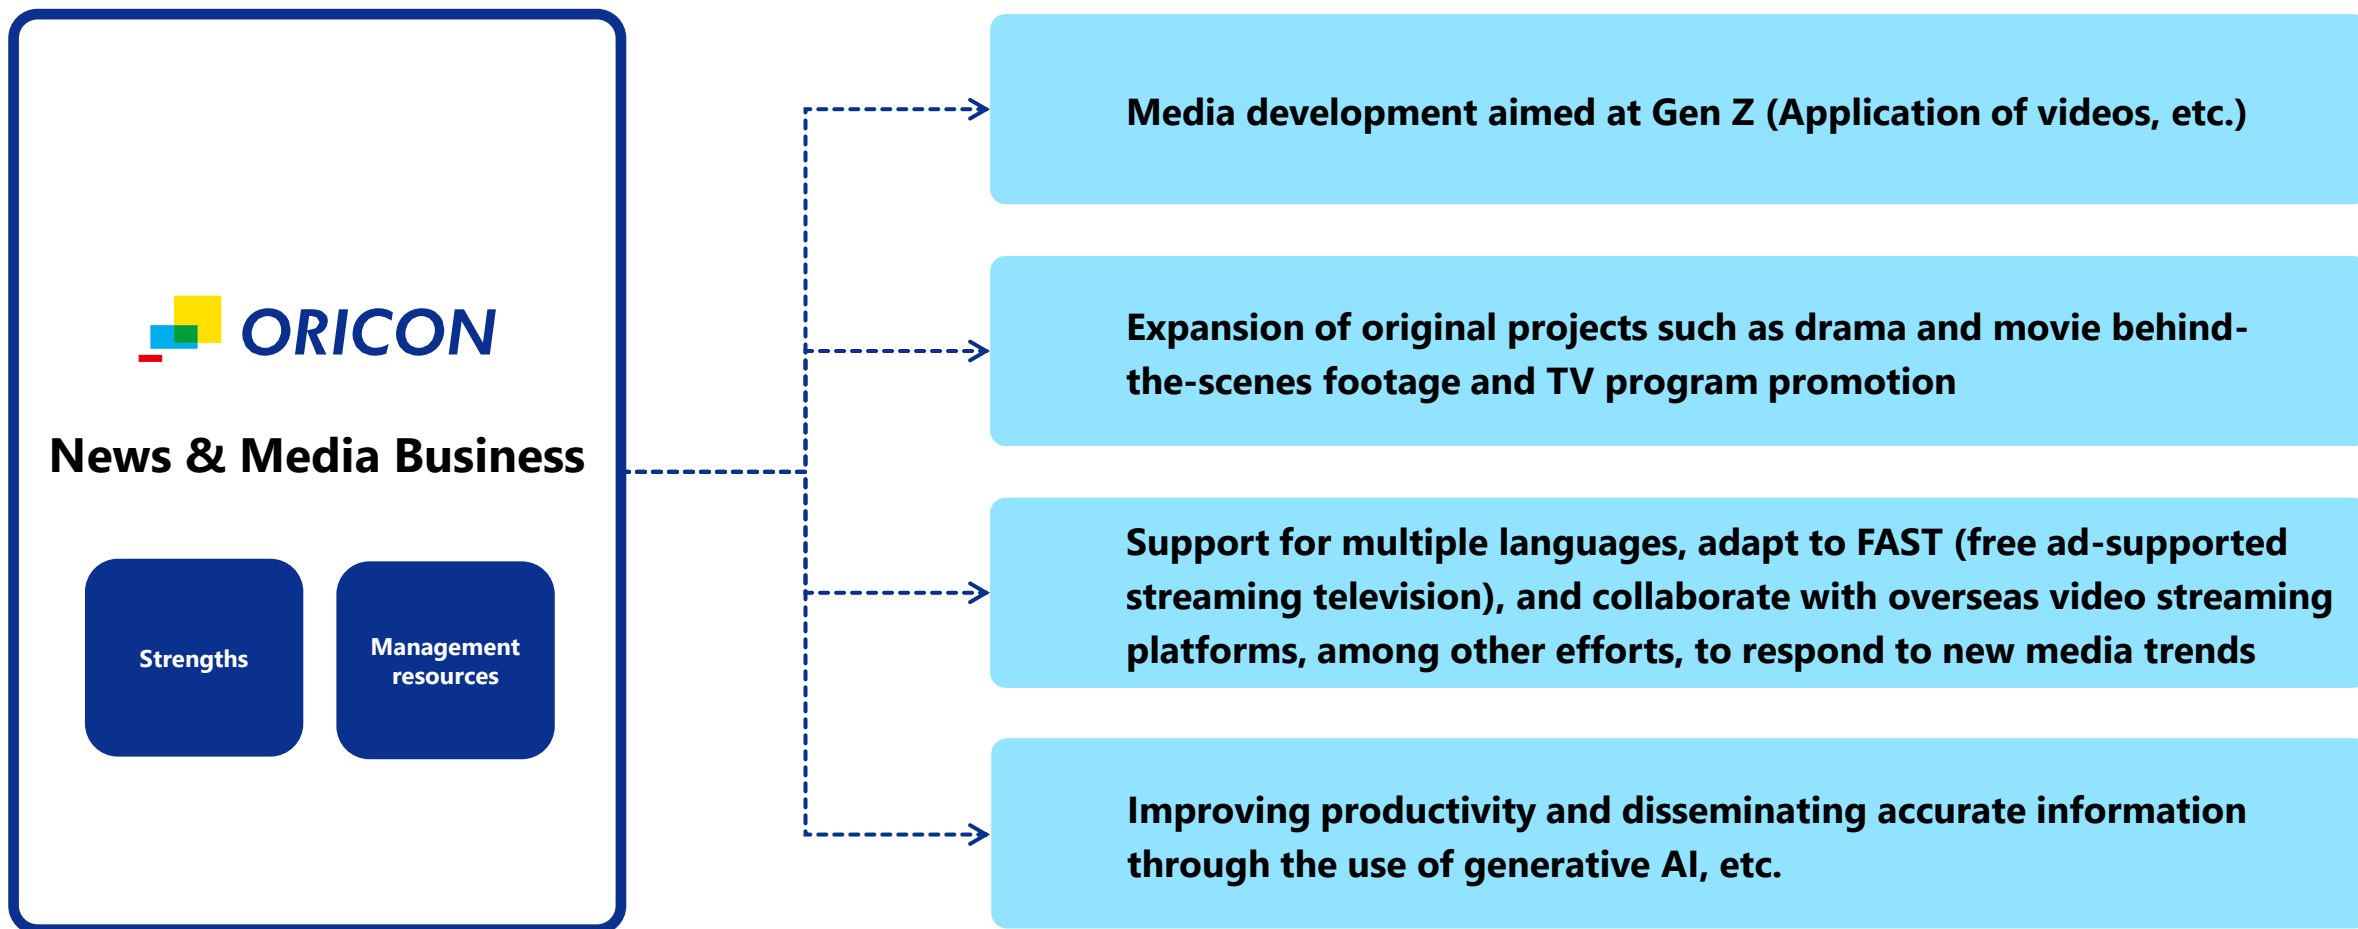 ORICON
News & Media Business
Strengths
Management
resources
Media development aimed at Gen Z (Application of videos, etc.)
Expansion of original projects such as drama and movie behind-
the-scenes footage and TV program promotion
Support for multiple languages, adapt to FAST (free ad-supported
streaming television), and collaborate with overseas video streaming
platforms, among other efforts, to respond to new media trends
Improving productivity and disseminating accurate information
through the use of generative AI, etc.